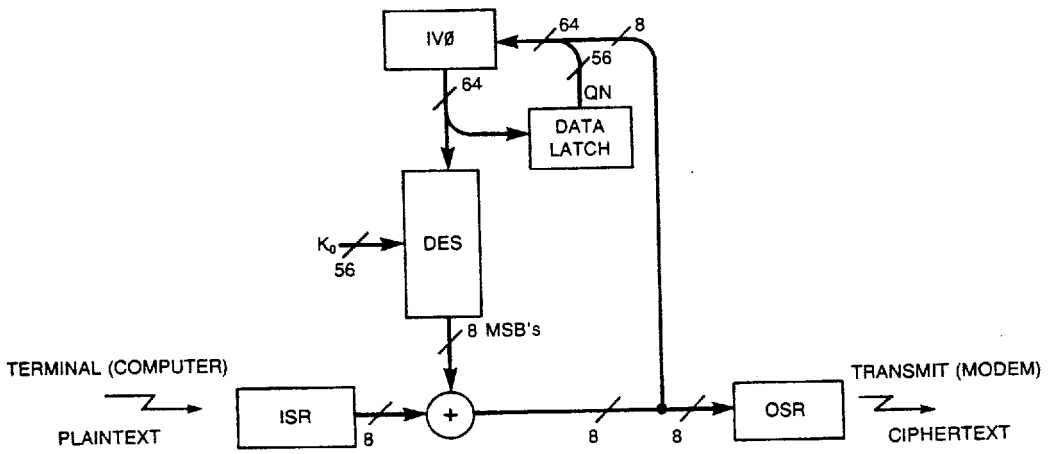 IVØ
64
8
56
64
QN
DATA
LATCH
K₀
56
DES
8 MSB's
TERMINAL (COMPUTER)
PLAINTEXT
ISR
8
+
8
8
OSR
TRANSMIT (MODEM)
CIPHERTEXT